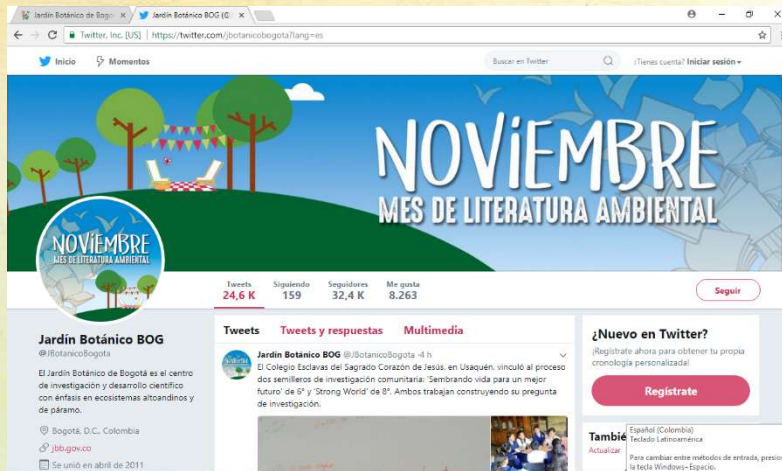 Jardín Botánico de Bogo
Jardín Botánico BOG (@J
Twitter, Inc. [US] | https://twitter.com/jbotanicobogota?lang=es
Inicio Momentos Buscar en Twitter ¿Tienes cuenta? Iniciar sesión
NOViEMBRE
MES DE LITERATURA AMBIENTAL
NOViEMBRE
MES DE LITERATURA AMBIENTAL
Tweets Siguiendo Seguidores Me gusta
24,6 K 159 32,4 K 8.263
Seguir
Jardín Botánico BOG
@JBotanicoBogota
El Jardín Botánico de Bogotá es el centro
de investigación y desarrollo científico
con énfasis en ecosistemas altoandinos y
de páramo.
Bogotá, D.C., Colombia
jbb.gov.co
Se unió en abril de 2011
Tweets Tweets y respuestas Multimedia
Jardín Botánico BOG @JBotanicoBogota · 4 h
El Colegio Esclavas del Sagrado Corazón de Jesús, en Usaquén, vinculó al proceso
dos semilleros de investigación comunitaria: 'Sembrando vida para un mejor
futuro' de 6° y 'Strong World' de 8°. Ambos trabajan construyendo su pregunta
de investigación.
¿Nuevo en Twitter?
¡Regístrate ahora para obtener tu propia
cronología personalizada!
Regístrate
Tambié
Actualizar
Español (Colombia)
Teclado Latinoamérica
Para cambiar entre métodos de entrada, presio
la tecla Windows+Espacio.